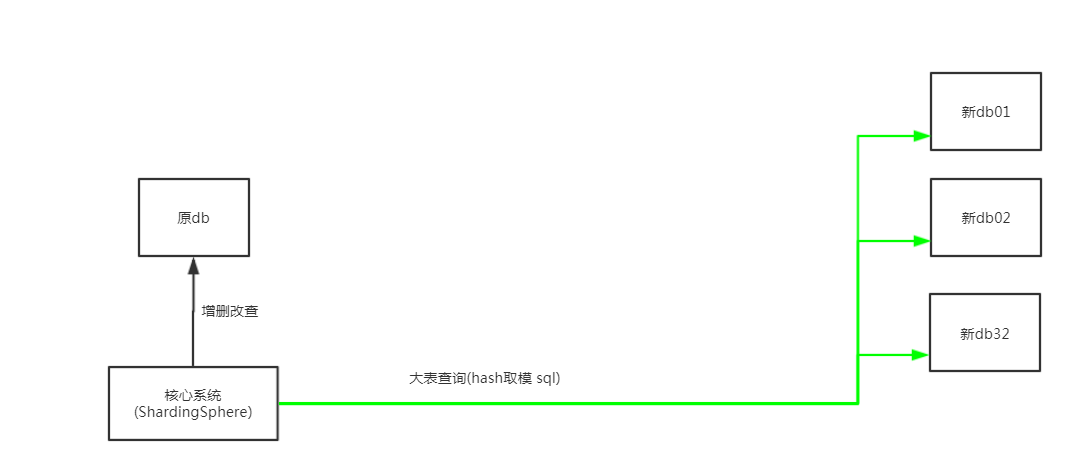 新db01
原db
新db02
增删改查
新db32
大表查询(hash取模 sql)
核心系统
(ShardingSphere)